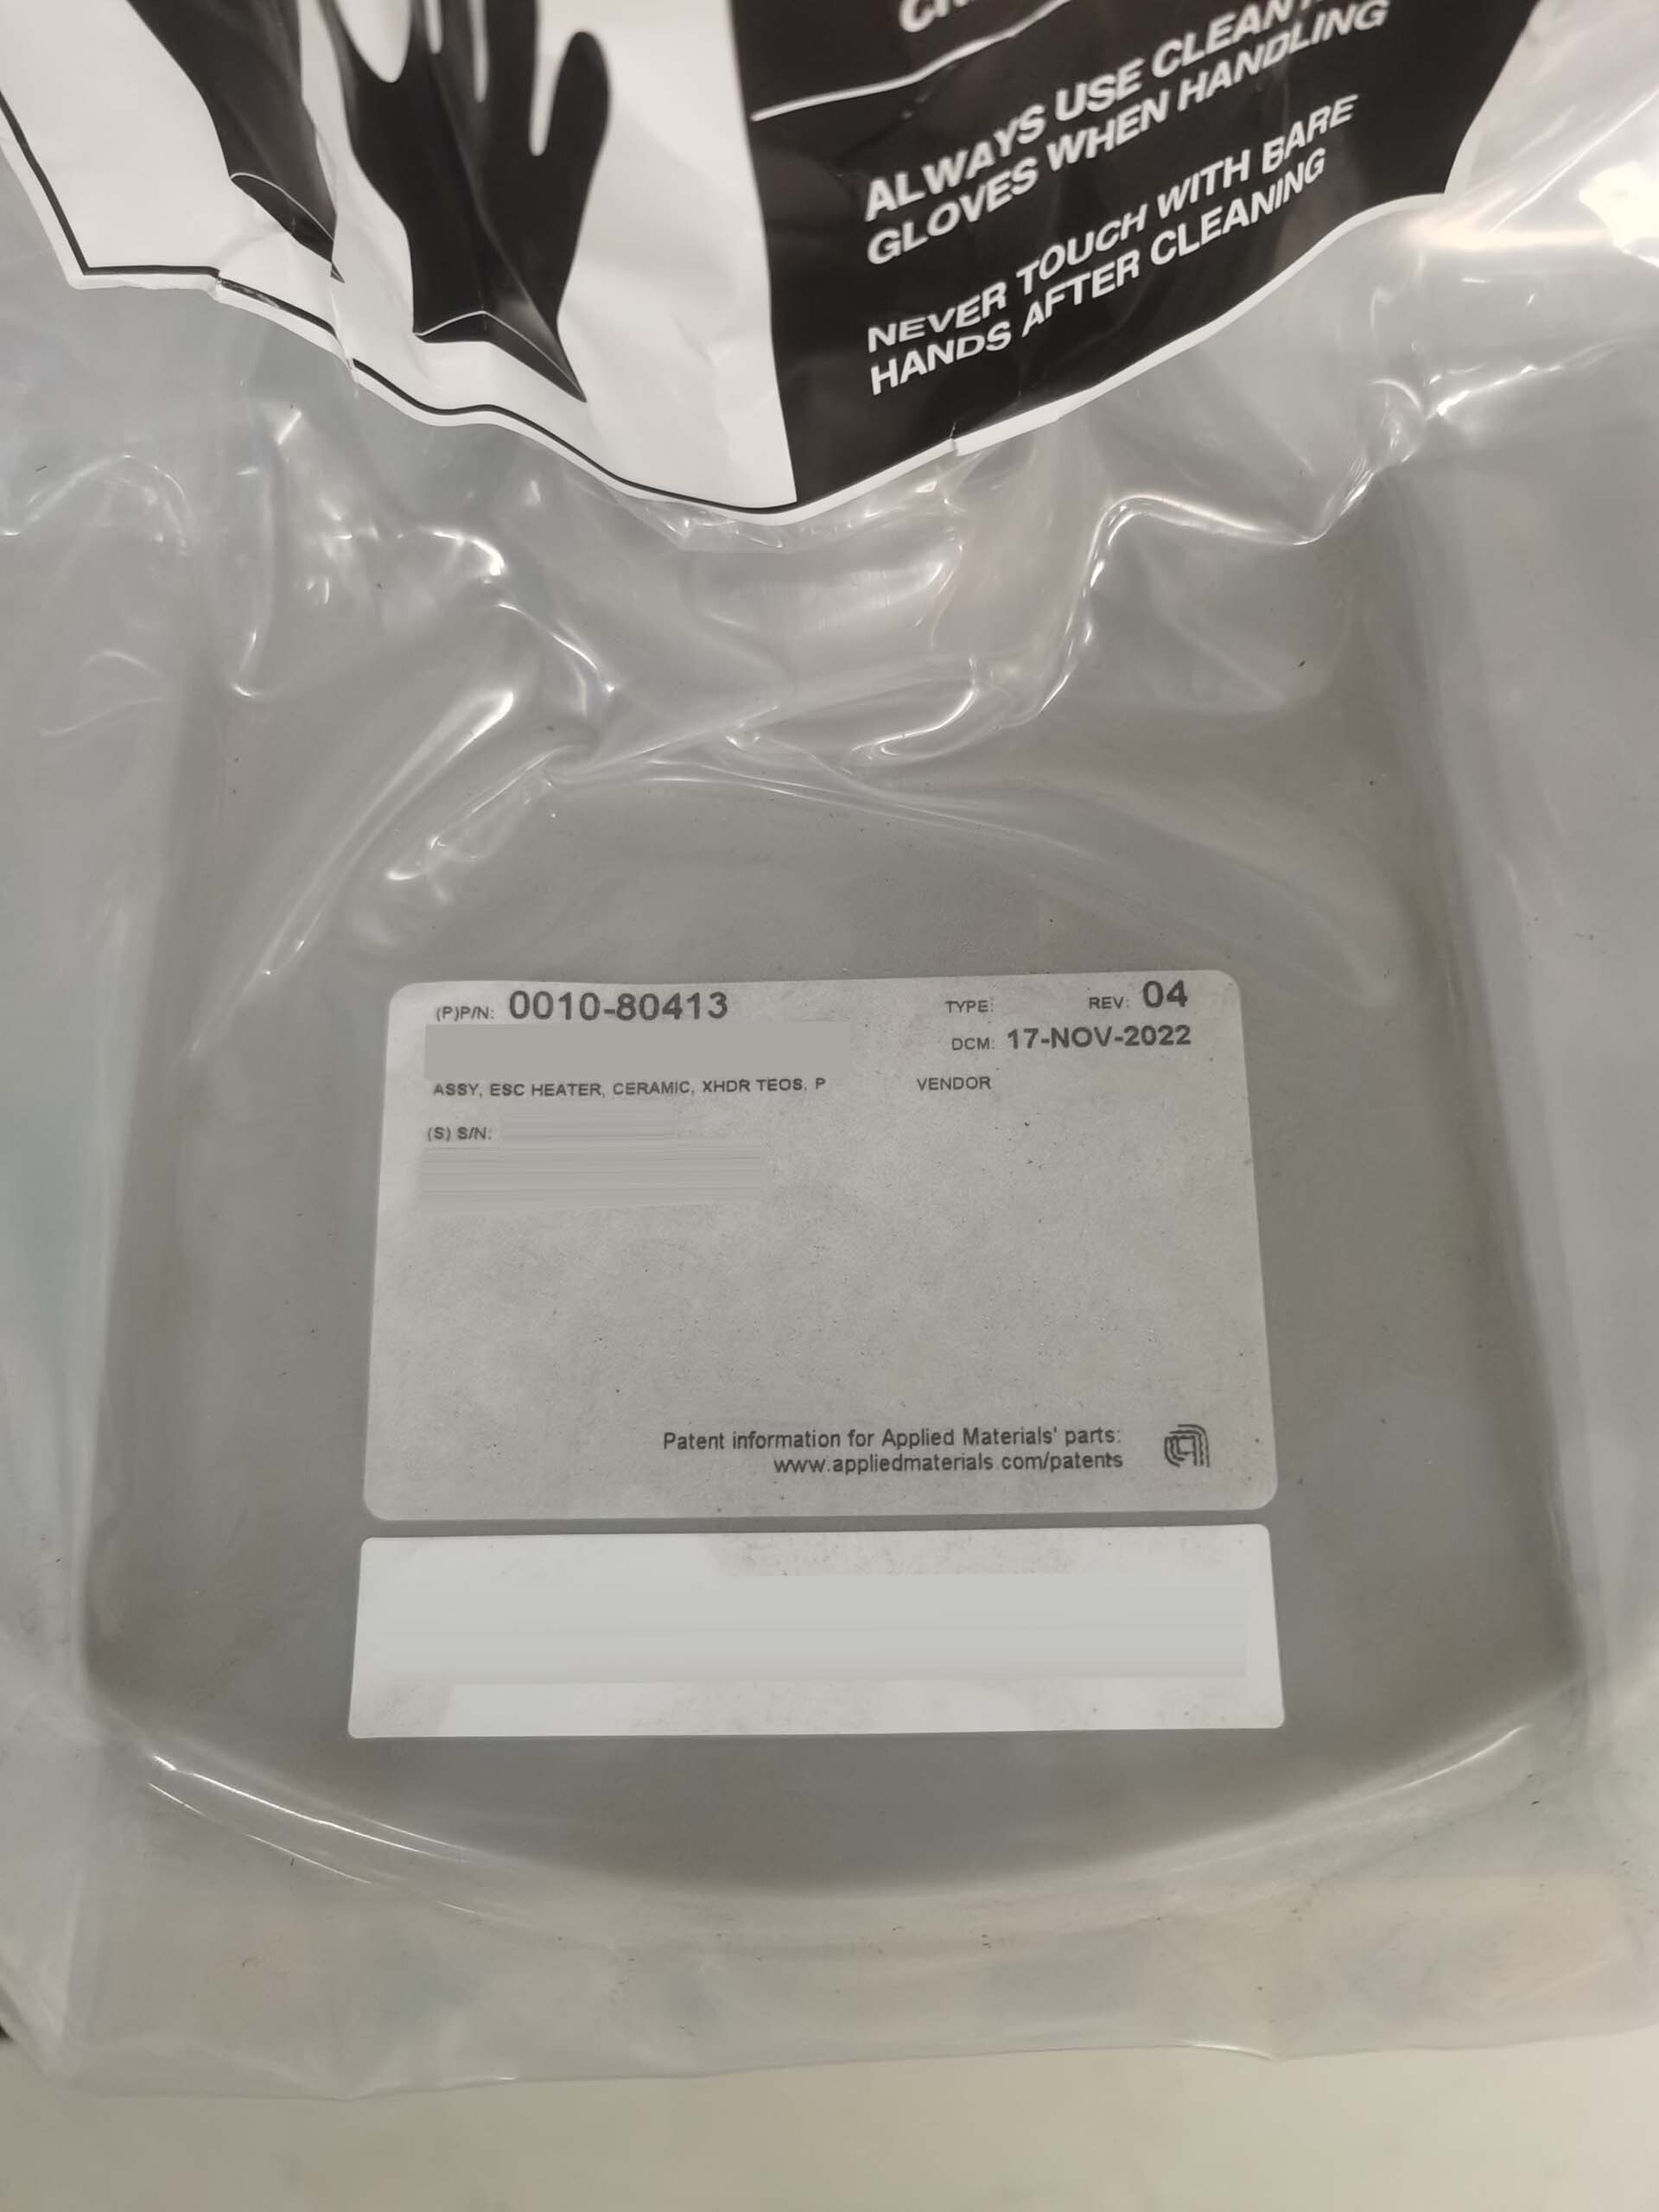 ALWAYS USE CLEAN
GLOVES WHEN HANDLING
NEVER TOUCH WITH BARE
HANDS AFTER CLEANING
(P)P/N: 0010-80413 TYPE: REV: 04
DCM: 17-NOV-2022
ASSY, ESC HEATER, CERAMIC, XHDR TEOS, P VENDOR
(S) S/N:
Patent information for Applied Materials' parts:
www.appliedmaterials.com/patents